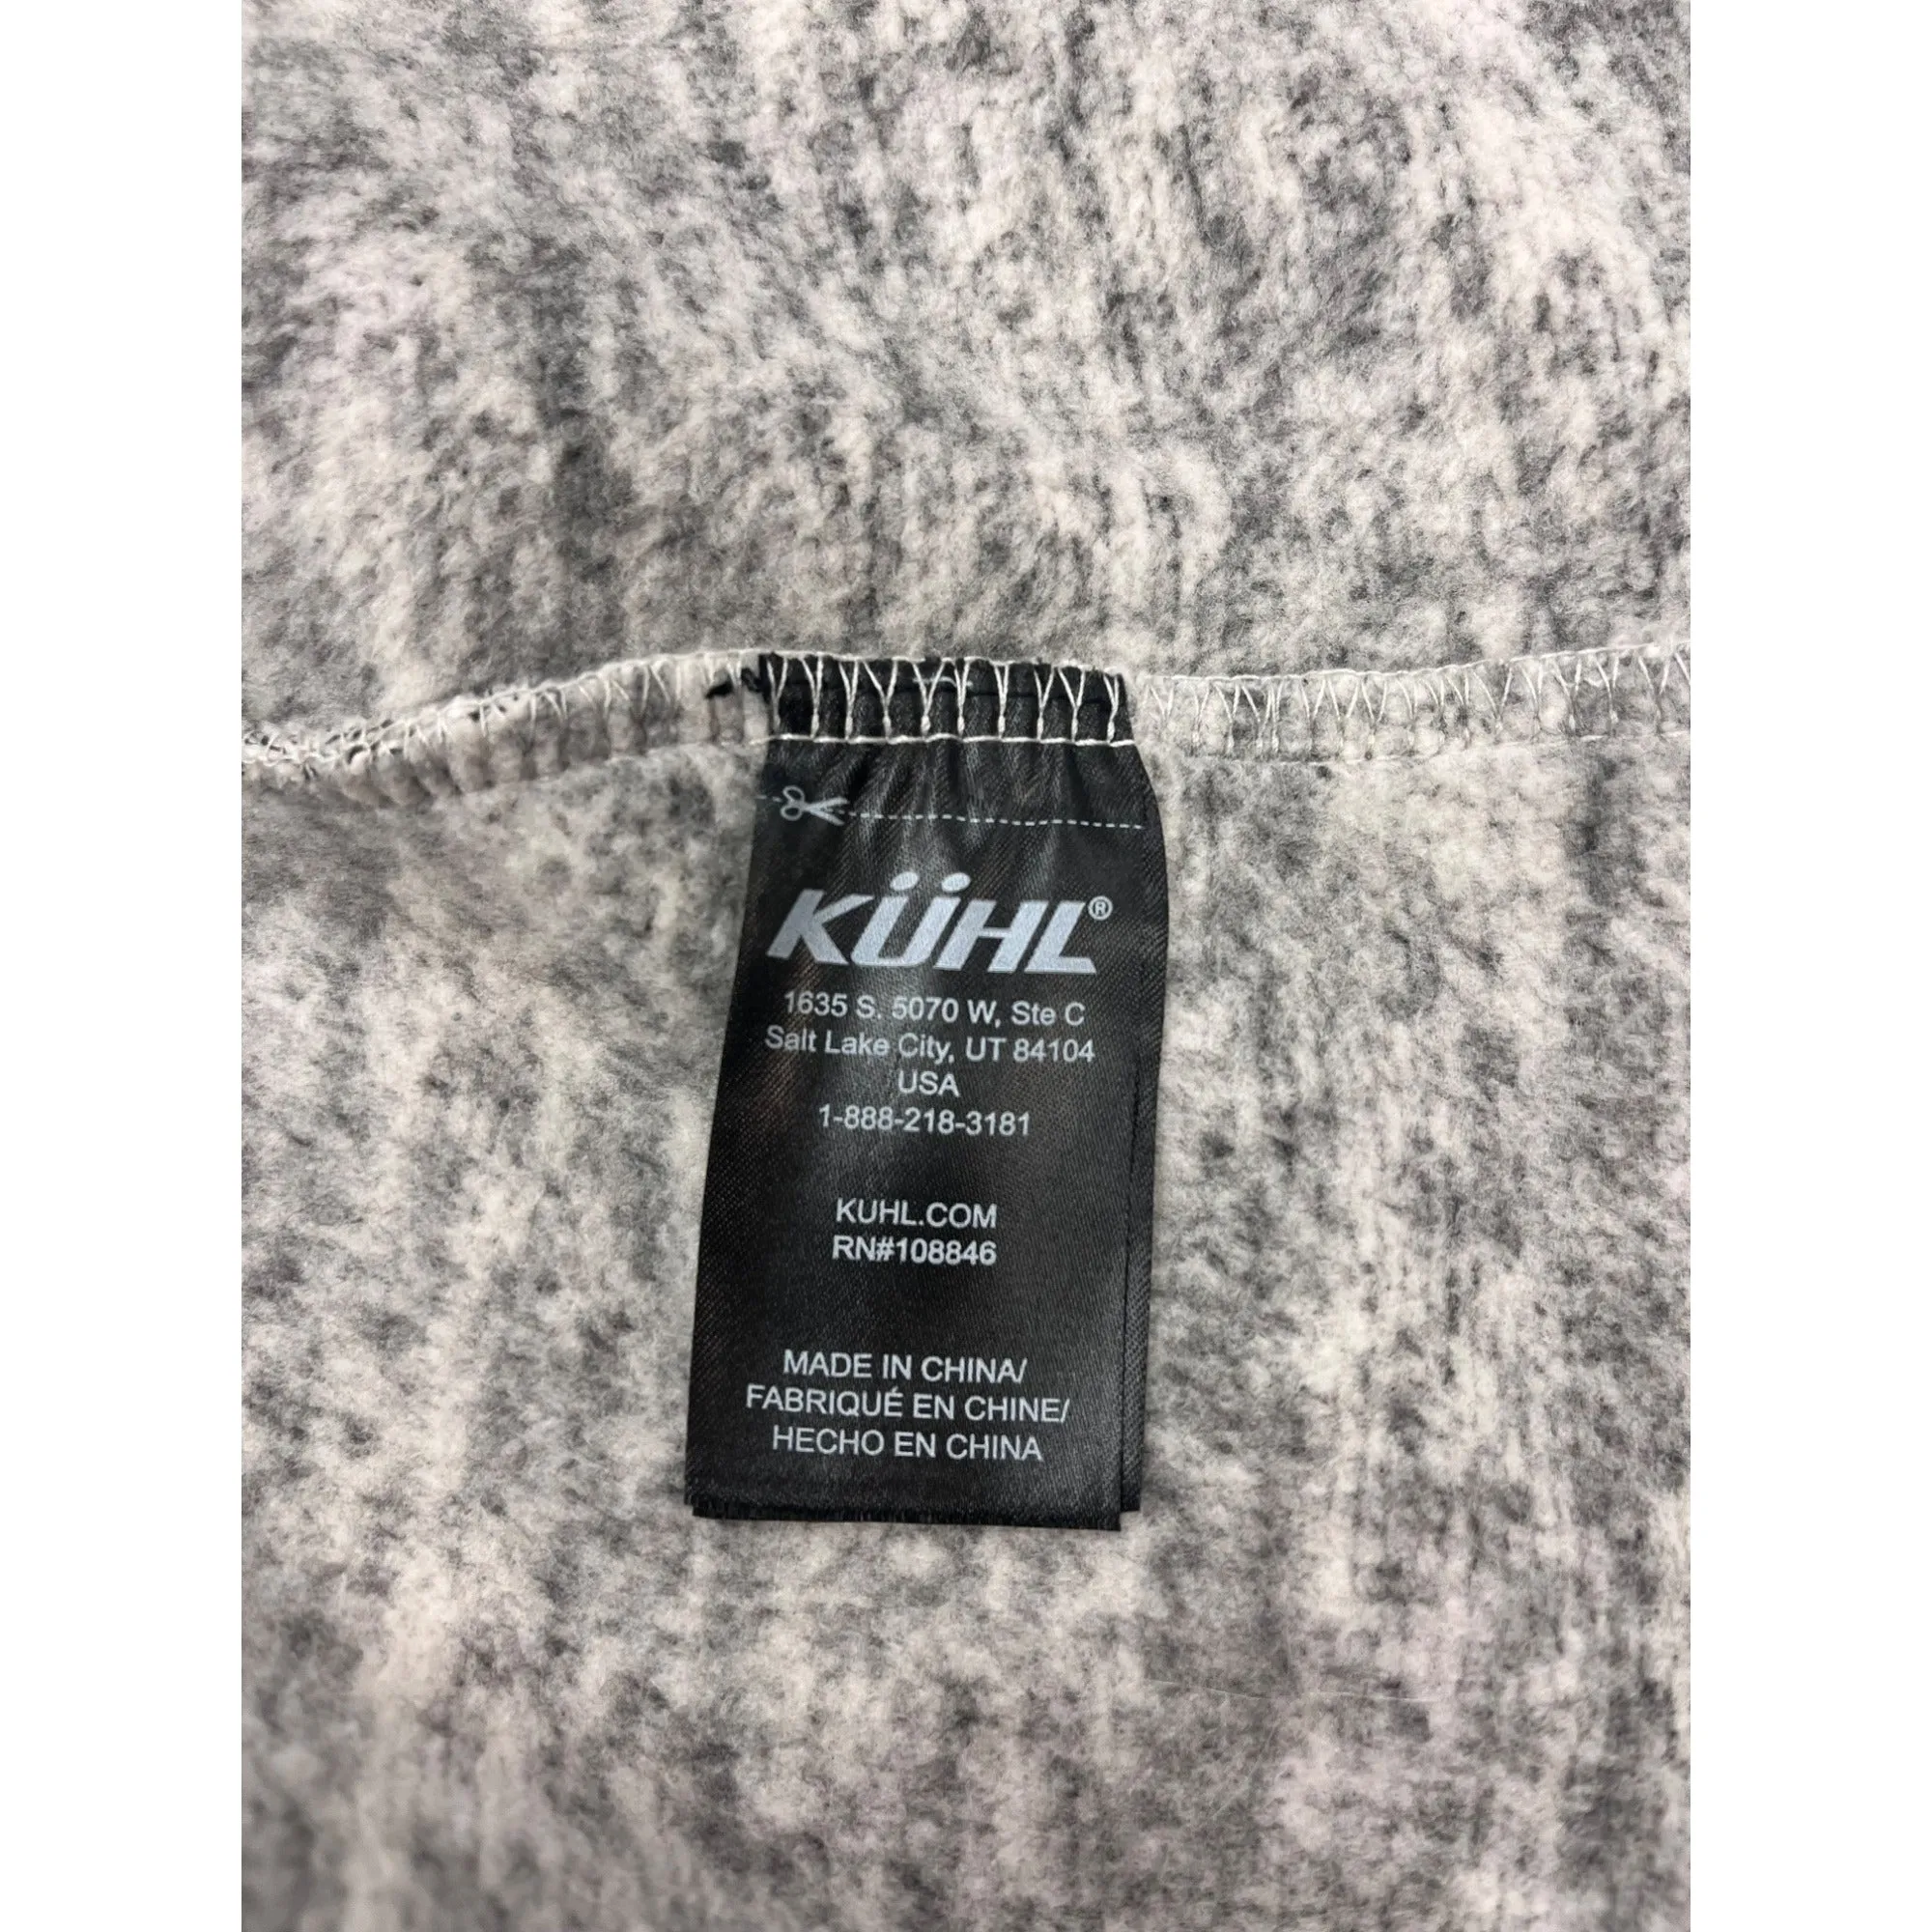 KÜHL®
1635 S. 5070 W, Ste C
Salt Lake City, UT 84104
USA
1-888-218-3181
KUHL.COM
RN#108846
MADE IN CHINA/
FABRIQUÉ EN CHINE/
HECHO EN CHINA